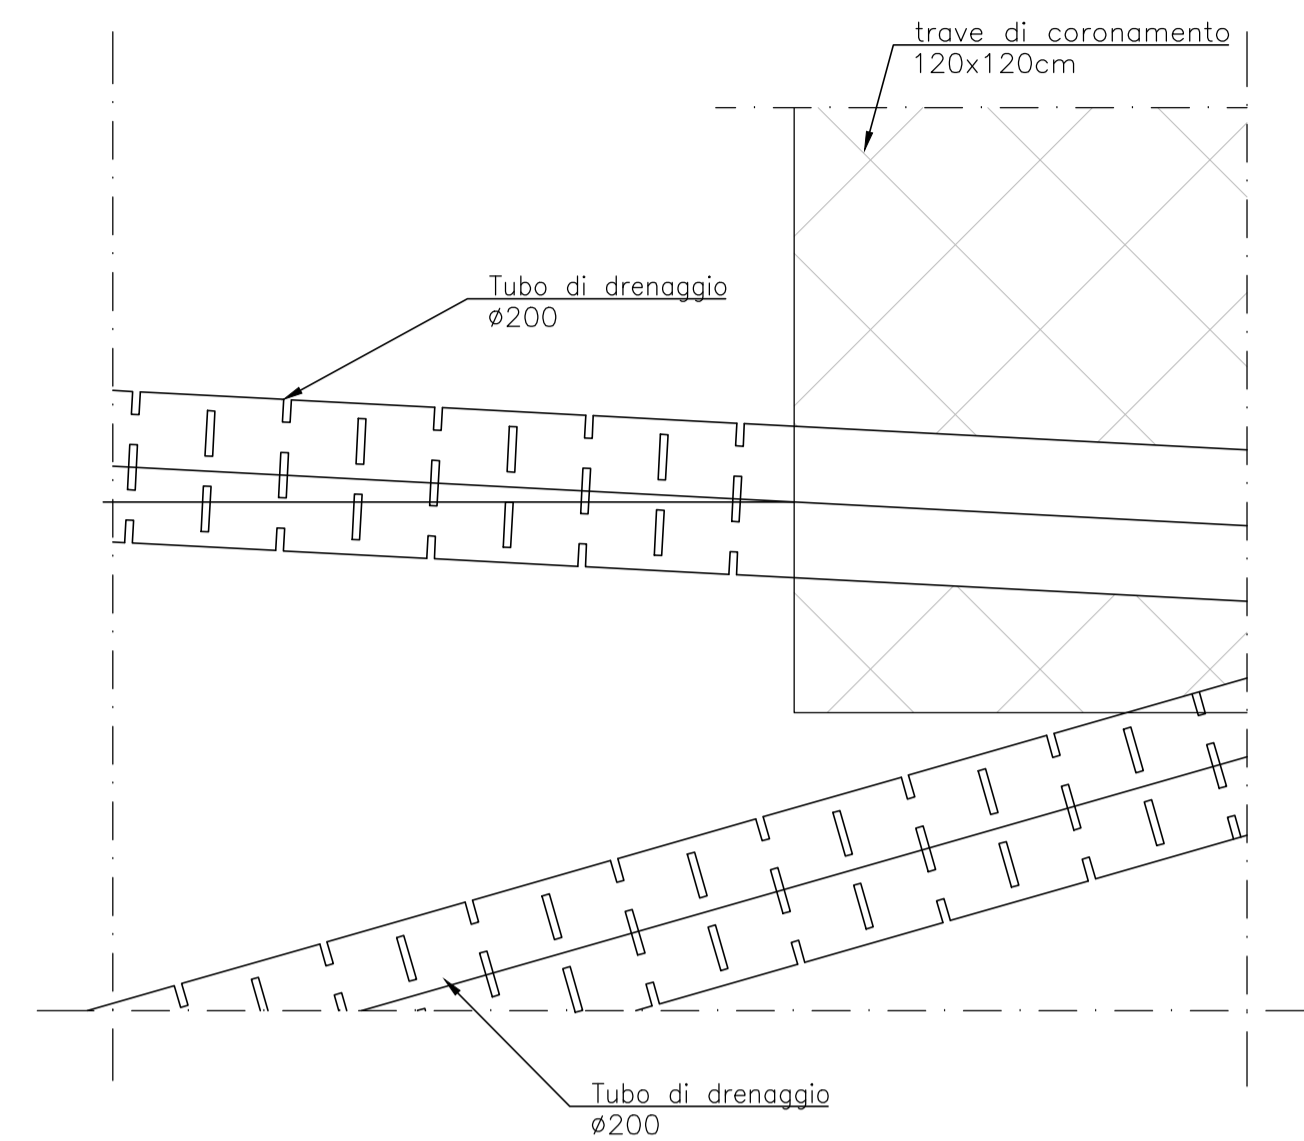 trave di coronamento
120x120cm
Tubo di drenaggio
ø200
Tubo di drenaggio
ø200